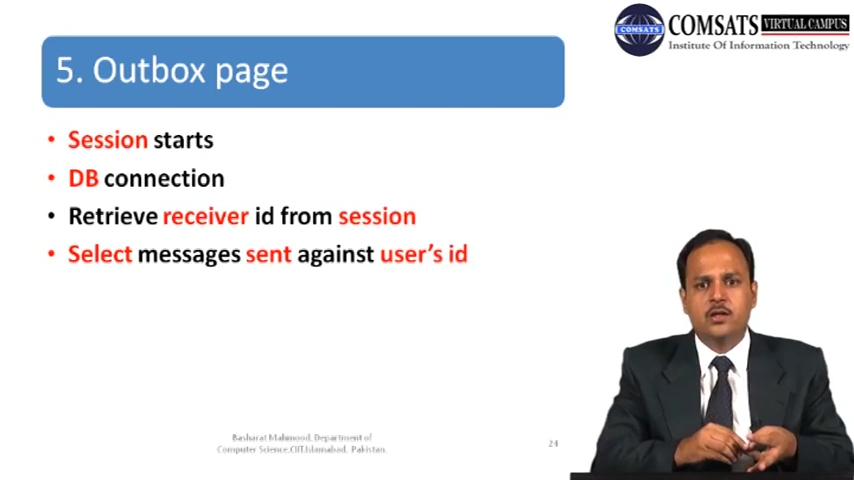 COMSATS
COMSATS VIRTUAL CAMPUS
Institute Of Information Technology
5. Outbox page
• Session starts
• DB connection
• Retrieve receiver id from session
• Select messages sent against user's id
Basharat Mahmood, Department of
Computer Science,CIIT,Islamabad, Pakistan.
24